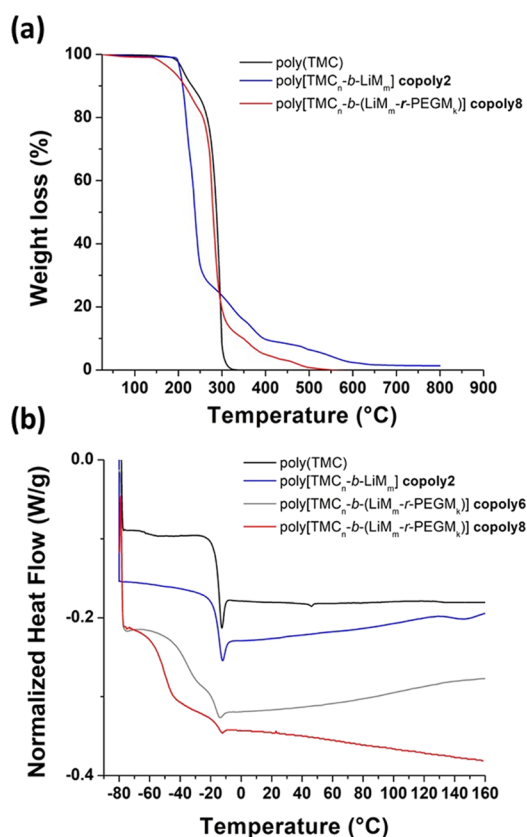 (a)
100
80
60
40
20
0
Weight loss (%)
poly(TMC)
poly[TMCₙ-b-LiMₘ] copoly2
poly[TMCₙ-b-(LiMₘ-r-PEGMₖ)] copoly8
100 200 300 400 500 600 700 800 900
Temperature (°C)
(b)
0.0
-0.2
-0.4
Normalized Heat Flow (W/g)
poly(TMC)
poly[TMCₙ-b-LiMₘ] copoly2
poly[TMCₙ-b-(LiMₘ-r-PEGMₖ)] copoly6
poly[TMCₙ-b-(LiMₘ-r-PEGMₖ)] copoly8
-80 -60 -40 -20 0 20 40 60 80 100 120 140 160
Temperature (°C)